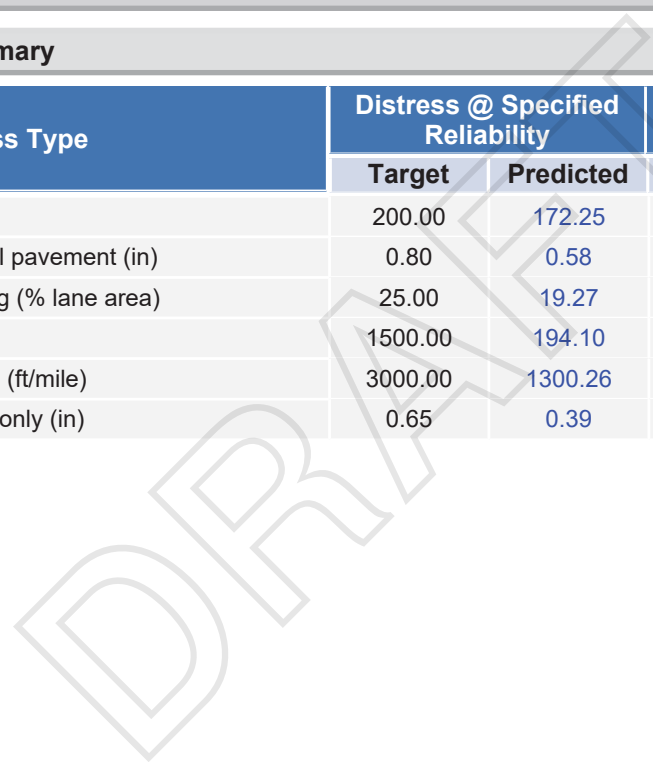 mary
ss Type Distress @ Specified Reliability
Target Predicted
200.00 172.25
l pavement (in) 0.80 0.58
g (% lane area) 25.00 19.27
1500.00 194.10
(ft/mile) 3000.00 1300.26
only (in) 0.65 0.39
DRAFT